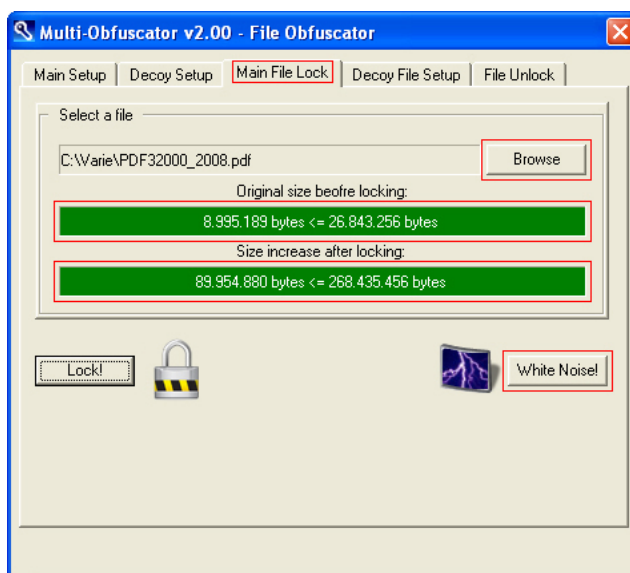 Multi-Obfuscator v2.00 - File Obfuscator
Main Setup Decoy Setup Main File Lock Decoy File Setup File Unlock
Select a file
C:\Varie\PDF32000_2008.pdf Browse
Original size beofre locking:
8.995.189 bytes <= 26.843.256 bytes
Size increase after locking:
89.954.880 bytes <= 268.435.456 bytes
Lock! White Noise!